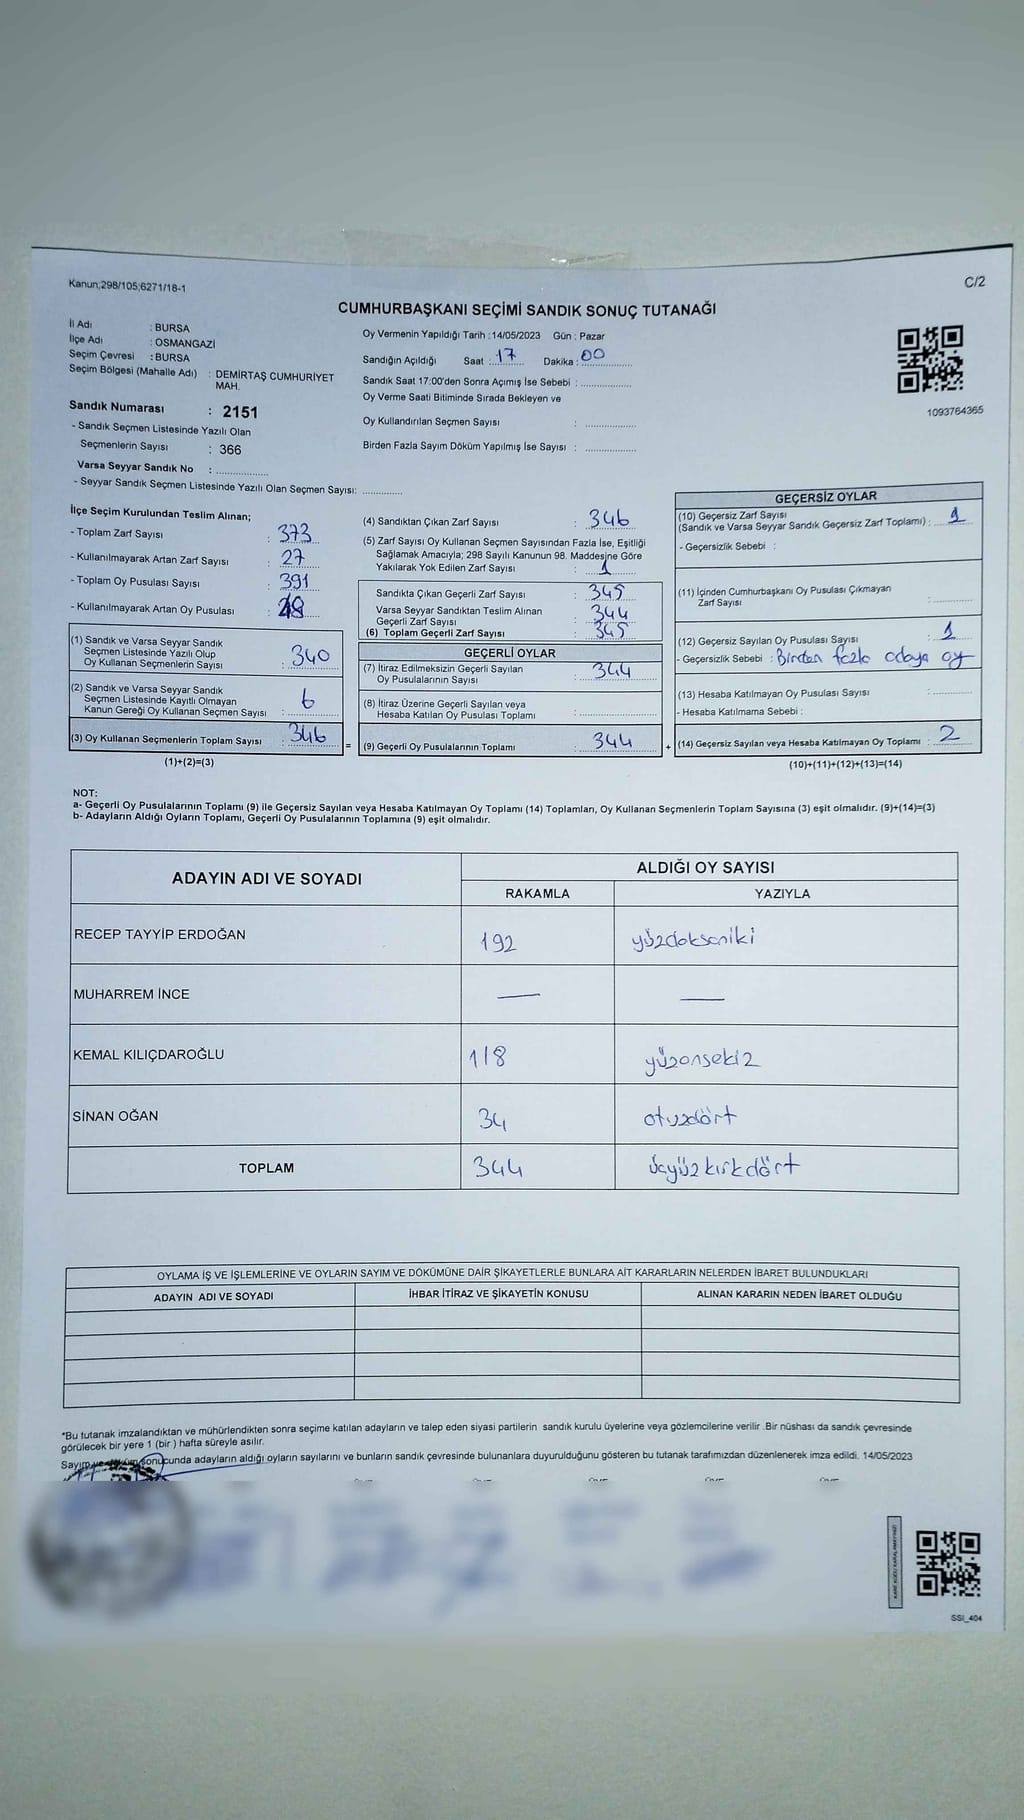 Kanun;298/105;6271/18-1
C/2
CUMHURBAŞKANI SEÇİMİ SANDIK SONUÇ TUTANAĞI
İl Adı : BURSA
İlçe Adı : OSMANGAZİ
Seçim Çevresi : BURSA
Seçim Bölgesi (Mahalle Adı) : DEMİRTAŞ CUMHURİYET
MAH.
Sandık Numarası : 2151
- Sandık Seçmen Listesinde Yazılı Olan
Seçmenlerin Sayısı : 366
Varsa Seyyar Sandık No : ..................
- Seyyar Sandık Seçmen Listesinde Yazılı Olan Seçmen Sayısı: .............
Oy Vermenin Yapıldığı Tarih :14/05/2023 Gün : Pazar
Sandığın Açıldığı Saat : 17 Dakika : 00
Sandık Saat 17:00'den Sonra Açımış İse Sebebi : .................
Oy Verme Saati Bitiminde Sırada Bekleyen ve
Oy Kullandırılan Seçmen Sayısı : .................
Birden Fazla Sayım Döküm Yapılmış İse Sayısı : .................
1093764365
İlçe Seçim Kurulundan Teslim Alınan;
- Toplam Zarf Sayısı : 373
- Kullanılmayarak Artan Zarf Sayısı : 27
- Toplam Oy Pusulası Sayısı : 391
- Kullanılmayarak Artan Oy Pusulası :
(1) Sandık ve Varsa Seyyar Sandık
Seçmen Listesinde Yazılı Olup
Oy Kullanan Seçmenlerin Sayısı : 340
(2) Sandık ve Varsa Seyyar Sandık
Seçmen Listesinde Kayıtlı Olmayan
Kanun Gereği Oy Kullanan Seçmen Sayısı : 6
(3) Oy Kullanan Seçmenlerin Toplam Sayısı : 346
(1)+(2)=(3)
(4) Sandıktan Çıkan Zarf Sayısı : 346
(5) Zarf Sayısı Oy Kullanan Seçmen Sayısından Fazla İse, Eşitliği
Sağlamak Amacıyla; 298 Sayılı Kanunun 98. Maddesine Göre
Yakılarak Yok Edilen Zarf Sayısı : 1
Sandıkta Çıkan Geçerli Zarf Sayısı : 345
Varsa Seyyar Sandıktan Teslim Alınan
Geçerli Zarf Sayısı : 344
(6) Toplam Geçerli Zarf Sayısı : 345
GEÇERLİ OYLAR
(7) İtiraz Edilmeksizin Geçerli Sayılan
Oy Pusulalarının Sayısı : 344
(8) İtiraz Üzerine Geçerli Sayılan veya
Hesaba Katılan Oy Pusulası Toplamı :
= (9) Geçerli Oy Pusulalarının Toplamı : 344 +
GEÇERSİZ OYLAR
(10) Geçersiz Zarf Sayısı
(Sandık ve Varsa Seyyar Sandık Geçersiz Zarf Toplamı) : 1
- Geçersizlik Sebebi :
(11) İçinden Cumhurbaşkanı Oy Pusulası Çıkmayan
Zarf Sayısı :
(12) Geçersiz Sayılan Oy Pusulası Sayısı : 1
- Geçersizlik Sebebi : Birden fazla adaya oy
(13) Hesaba Katılmayan Oy Pusulası Sayısı :
- Hesaba Katılmama Sebebi :
(14) Geçersiz Sayılan veya Hesaba Katılmayan Oy Toplamı : 2
(10)+(11)+(12)+(13)=(14)
NOT:
a- Geçerli Oy Pusulalarının Toplamı (9) ile Geçersiz Sayılan veya Hesaba Katılmayan Oy Toplamı (14) Toplamları, Oy Kullanan Seçmenlerin Toplam Sayısına (3) eşit olmalıdır. (9)+(14)=(3)
b- Adayların Aldığı Oyların Toplamı, Geçerli Oy Pusulalarının Toplamına (9) eşit olmalıdır.
ADAYIN ADI VE SOYADI ALDIĞI OY SAYISI
RAKAMLA YAZIYLA
RECEP TAYYİP ERDOĞAN 192 yüzdokseniki
MUHARREM İNCE — —
KEMAL KILIÇDAROĞLU 118 yüzonsekiz
SİNAN OĞAN 34 otuzdört
TOPLAM 344 üçyüzkırkdört
OYLAMA İŞ VE İŞLEMLERİNE VE OYLARIN SAYIM VE DÖKÜMÜNE DAİR ŞİKAYETLERLE BUNLARA AİT KARARLARIN NELERDEN İBARET BULUNDUKLARI
ADAYIN ADI VE SOYADI İHBAR İTİRAZ VE ŞİKAYETİN KONUSU ALINAN KARARIN NEDEN İBARET OLDUĞU
*Bu tutanak imzalandıktan ve mühürlendikten sonra seçime katılan adayların ve talep eden siyasi partilerin sandık kurulu üyelerine veya gözlemcilerine verilir .Bir nüshası da sandık çevresinde
görülecek bir yere 1 (bir ) hafta süreyle asılır.
Sayım sonucunda adayların aldığı oyların sayılarını ve bunların sandık çevresinde bulunanlara duyurulduğunu gösteren bu tutanak tarafımızdan düzenlenerek imza edildi. 14/05/2023
SSI_404